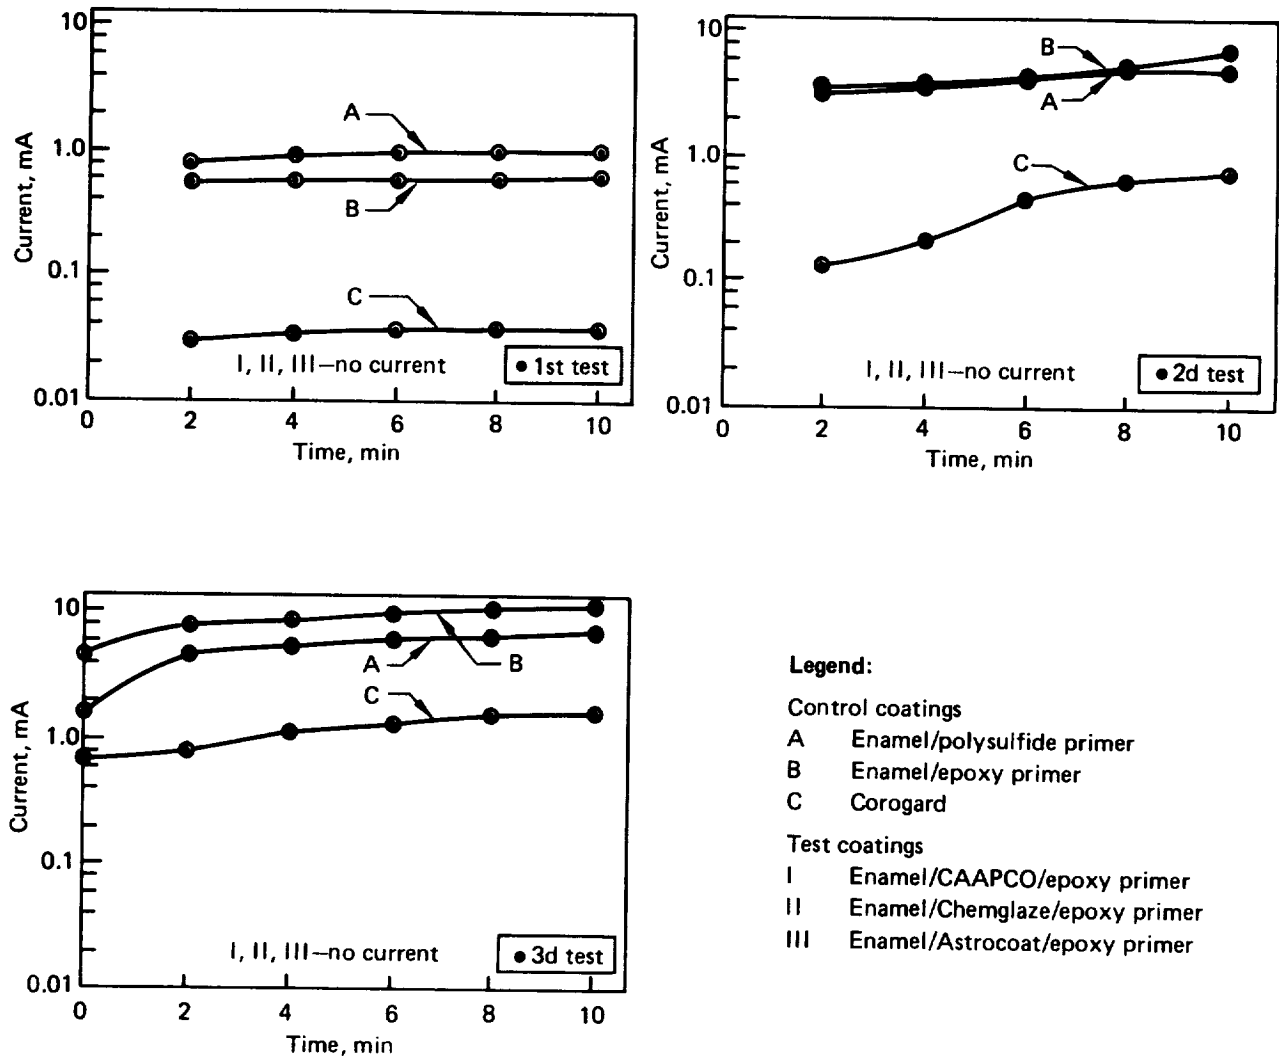 10
1.0
0.1
0.01
Current, mA
A
B
C
I, II, III—no current
● 1st test
0 2 4 6 8 10
Time, min
10
1.0
0.1
0.01
Current, mA
B
A
C
I, II, III—no current
● 2d test
0 2 4 6 8 10
Time, min
10
1.0
0.1
0.01
Current, mA
A
B
C
I, II, III—no current
● 3d test
0 2 4 6 8 10
Time, min
Legend:
Control coatings
A Enamel/polysulfide primer
B Enamel/epoxy primer
C Corogard
Test coatings
I Enamel/CAAPCO/epoxy primer
II Enamel/Chemglaze/epoxy primer
III Enamel/Astrocoat/epoxy primer